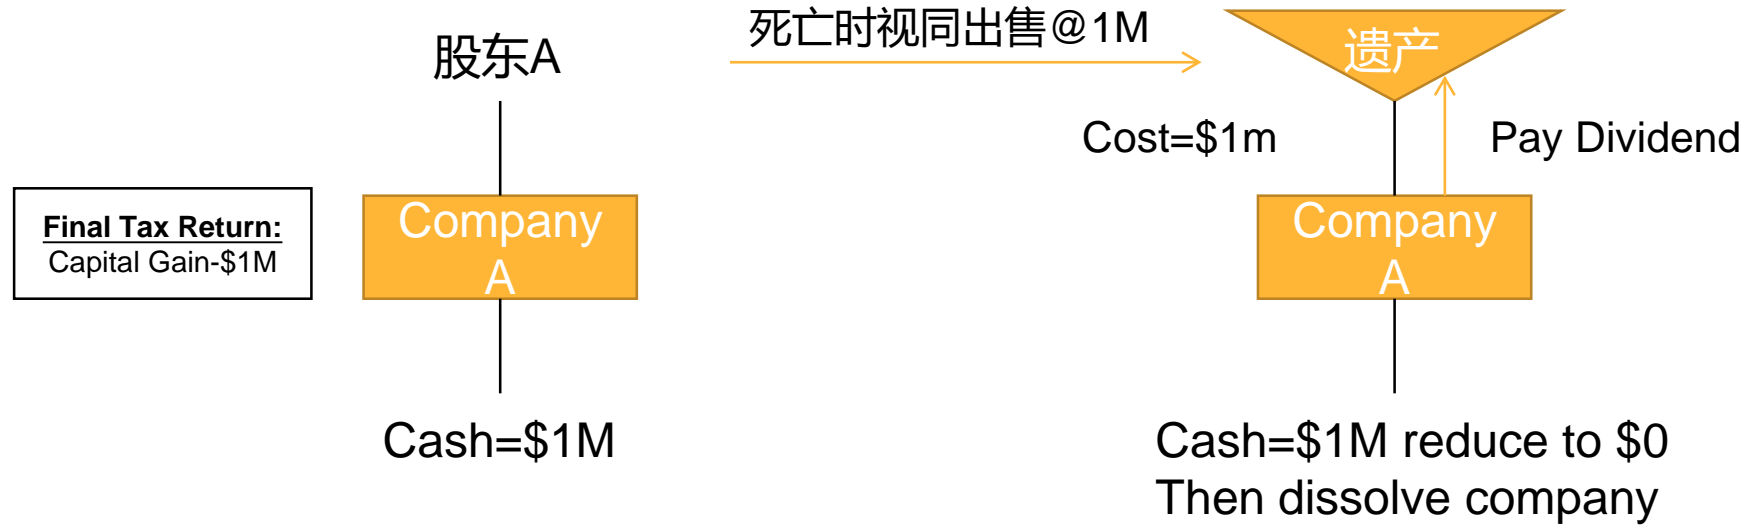 股东A
死亡时视同出售@1M
遗产
Cost=$1m
Pay Dividend
Final Tax Return:
Capital Gain-$1M
Company
A
Company
A
Cash=$1M
Cash=$1M reduce to $0
Then dissolve company